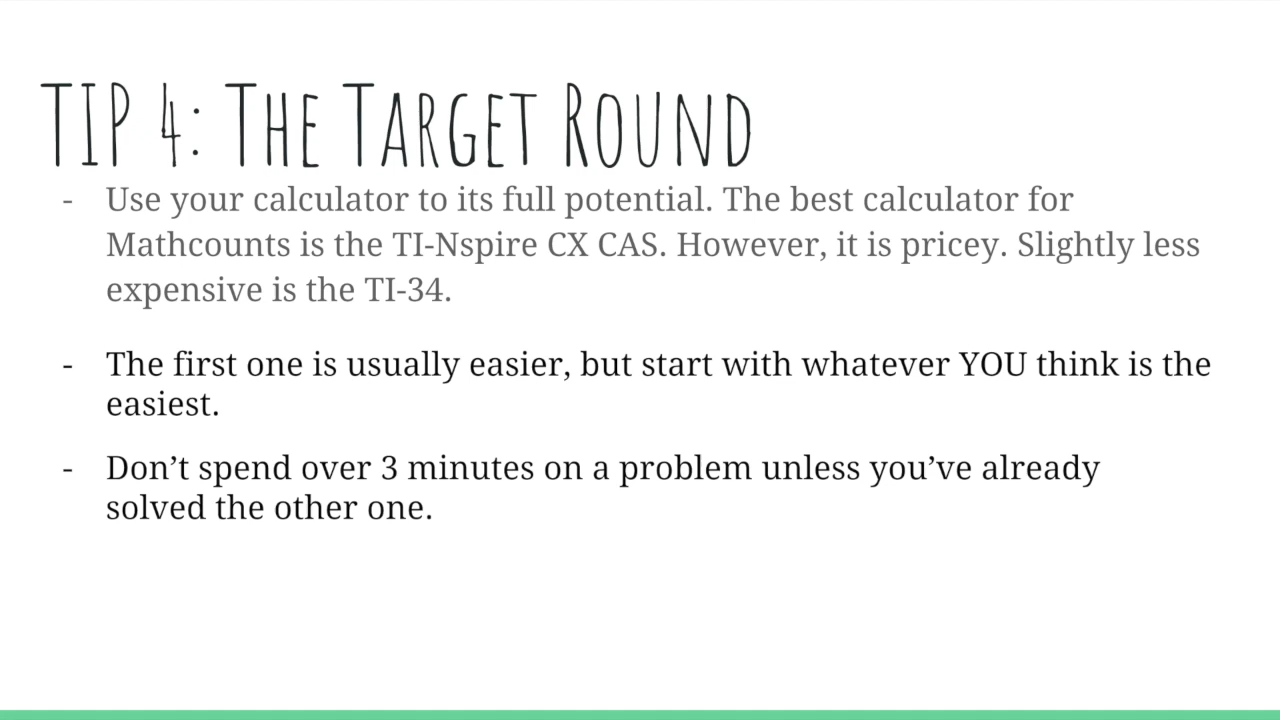 TIP 4: THE TARGET ROUND
- Use your calculator to its full potential. The best calculator for
Mathcounts is the TI-Nspire CX CAS. However, it is pricey. Slightly less
expensive is the TI-34.
- The first one is usually easier, but start with whatever YOU think is the
easiest.
- Don’t spend over 3 minutes on a problem unless you’ve already
solved the other one.